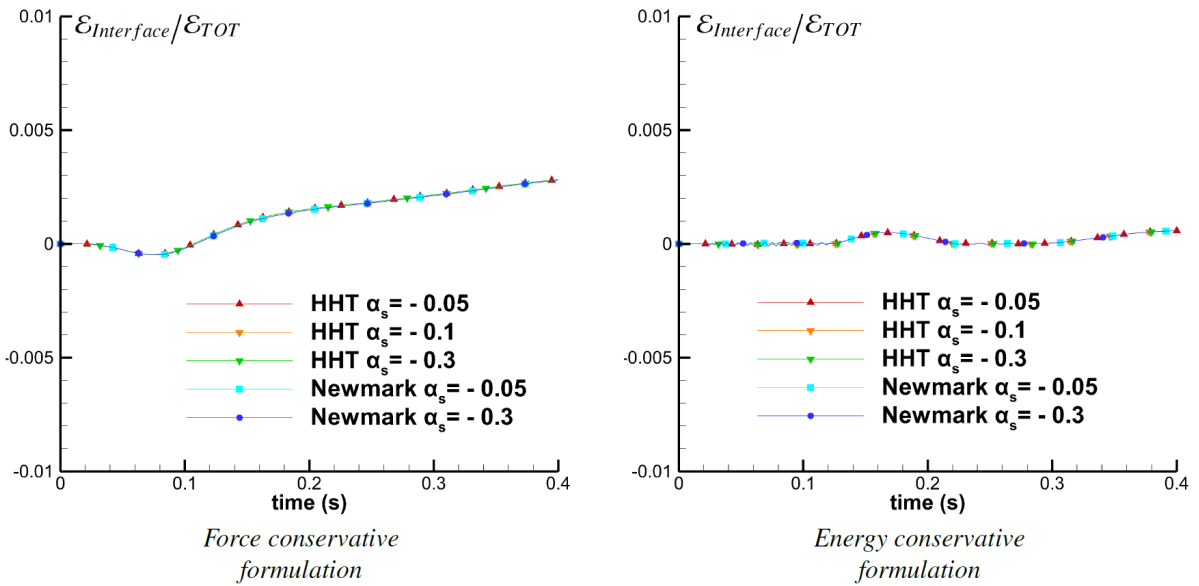 0.01
ℰInterface/ℰTOT
0.005
0
-0.005
-0.01
HHT αs= - 0.05
HHT αs= - 0.1
HHT αs= - 0.3
Newmark αs= - 0.05
Newmark αs= - 0.3
0
0.1
0.2
0.3
0.4
time (s)
Force conservative
formulation
0.01
ℰInterface/ℰTOT
0.005
0
-0.005
-0.01
HHT αs= - 0.05
HHT αs= - 0.1
HHT αs= - 0.3
Newmark αs= - 0.05
Newmark αs= - 0.3
0
0.1
0.2
0.3
0.4
time (s)
Energy conservative
formulation